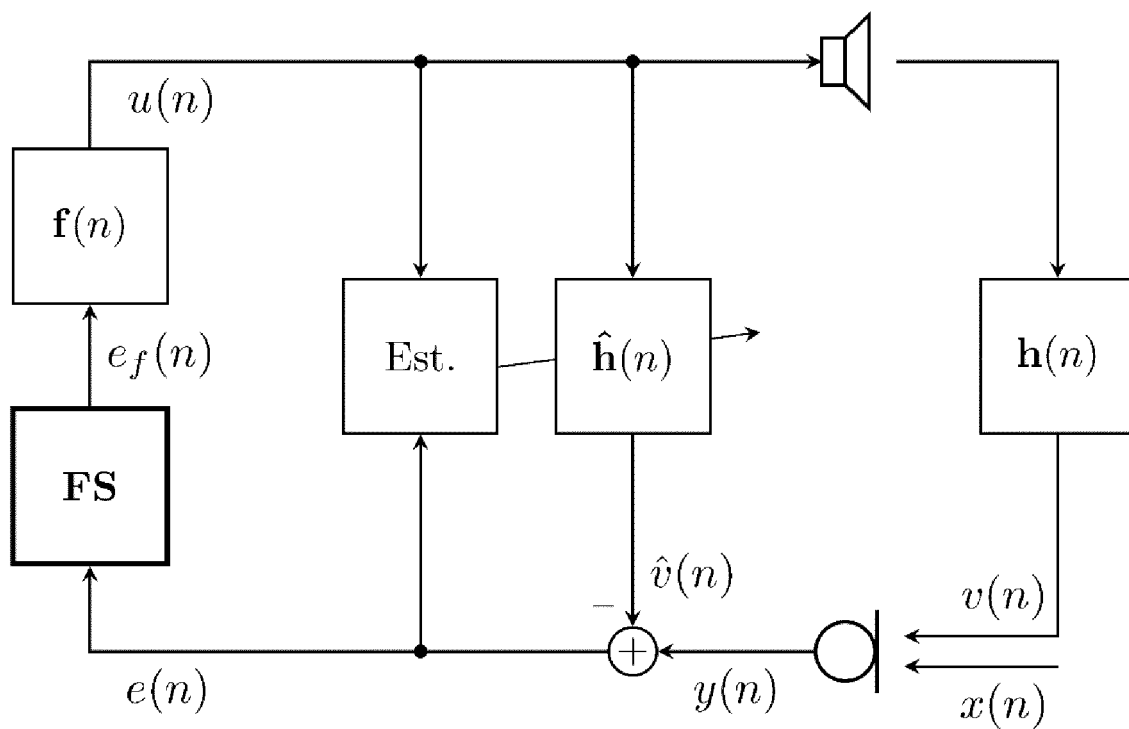 u(n)
f(n)
e_f(n)
Est.
ĥ(n)
h(n)
FS
v̂(n)
v(n)
−
+
e(n)
y(n)
x(n)